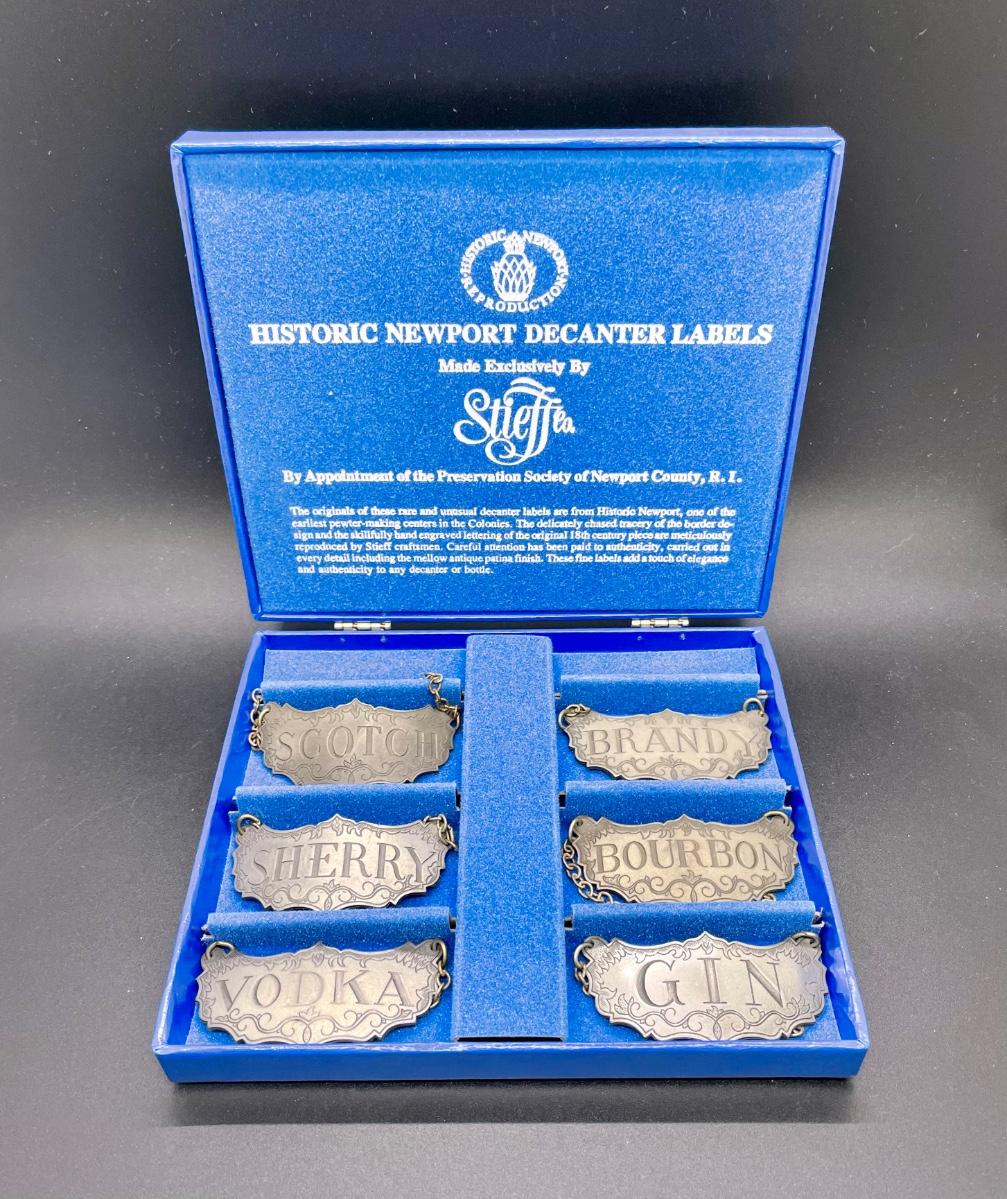 HISTORIC NEWPORT
REPRODUCTION
HISTORIC NEWPORT DECANTER LABELS
Made Exclusively By
Stieff Co.
By Appointment of the Preservation Society of Newport County, R. I.
The originals of these rare and unusual decanter labels are from Historic Newport, one of the
earliest pewter-making centers in the Colonies. The delicately chased tracery of the border de-
sign and the skillfully hand engraved lettering of the original 18th century piece are meticulously
reproduced by Stieff craftsmen. Careful attention has been paid to authenticity, carried out in
every detail including the mellow antique patina finish. These fine labels add a touch of elegance
and authenticity to any decanter or bottle.
SCOTCH
BRANDY
SHERRY
BOURBON
VODKA
GIN